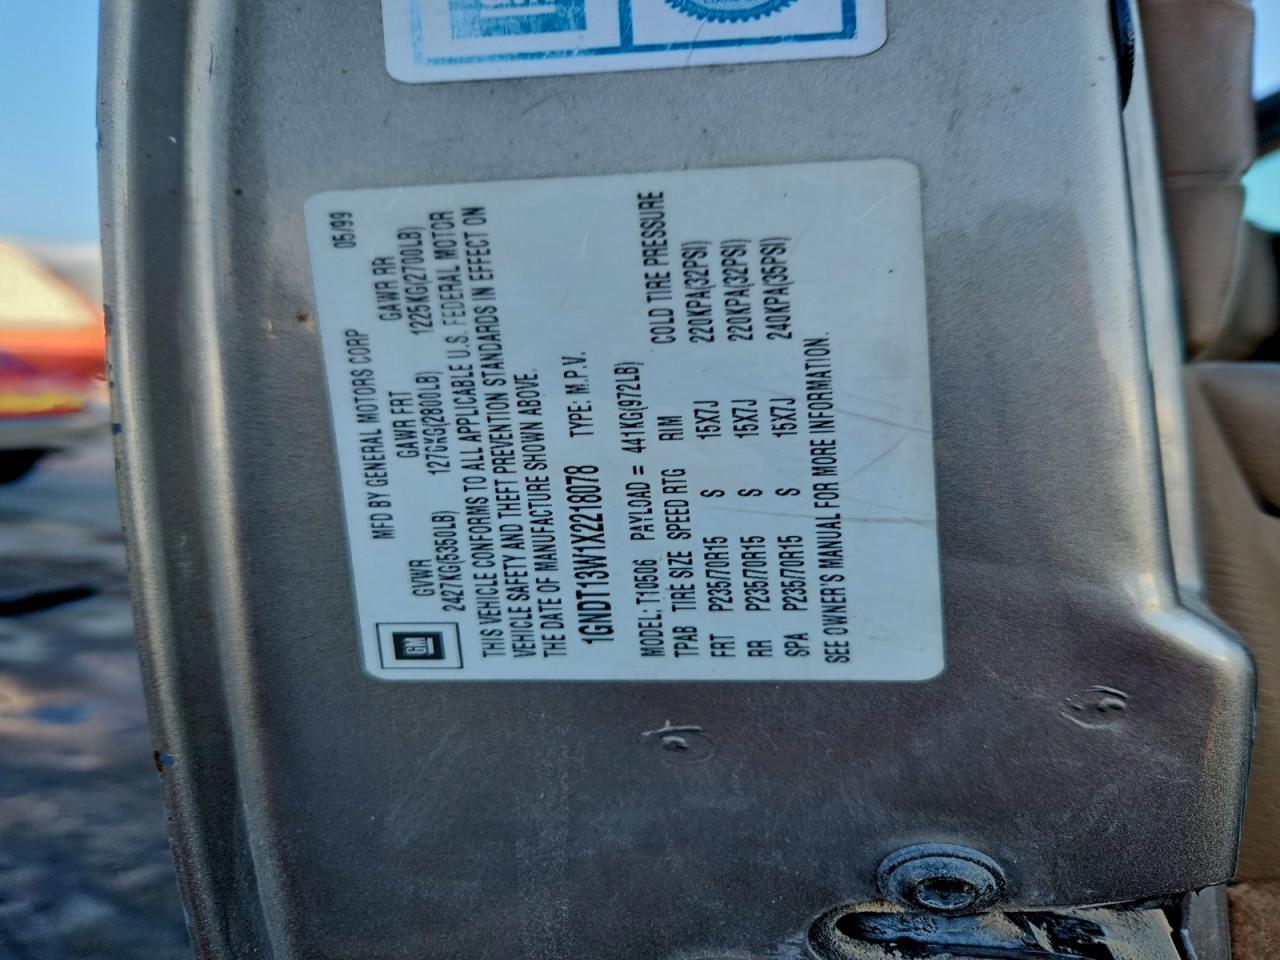 MFD BY GENERAL MOTORS CORP 05/99
GM
GVWR GAWR FRT GAWR RR
2427KG(5350LB) 1270KG(2800LB) 1225KG(2700LB)
THIS VEHICLE CONFORMS TO ALL APPLICABLE U.S. FEDERAL MOTOR
VEHICLE SAFETY AND THEFT PREVENTION STANDARDS IN EFFECT ON
THE DATE OF MANUFACTURE SHOWN ABOVE.
1GNDT13W1X2218078 TYPE: M.P.V.
MODEL: T10506 PAYLOAD = 441KG(972LB)
TPAB TIRE SIZE SPEED RTG RIM COLD TIRE PRESSURE
FRT P235/70R15 S 15X7J 220KPA(32PSI)
RR P235/70R15 S 15X7J 220KPA(32PSI)
SPA P235/70R15 S 15X7J 240KPA(35PSI)
SEE OWNER'S MANUAL FOR MORE INFORMATION.